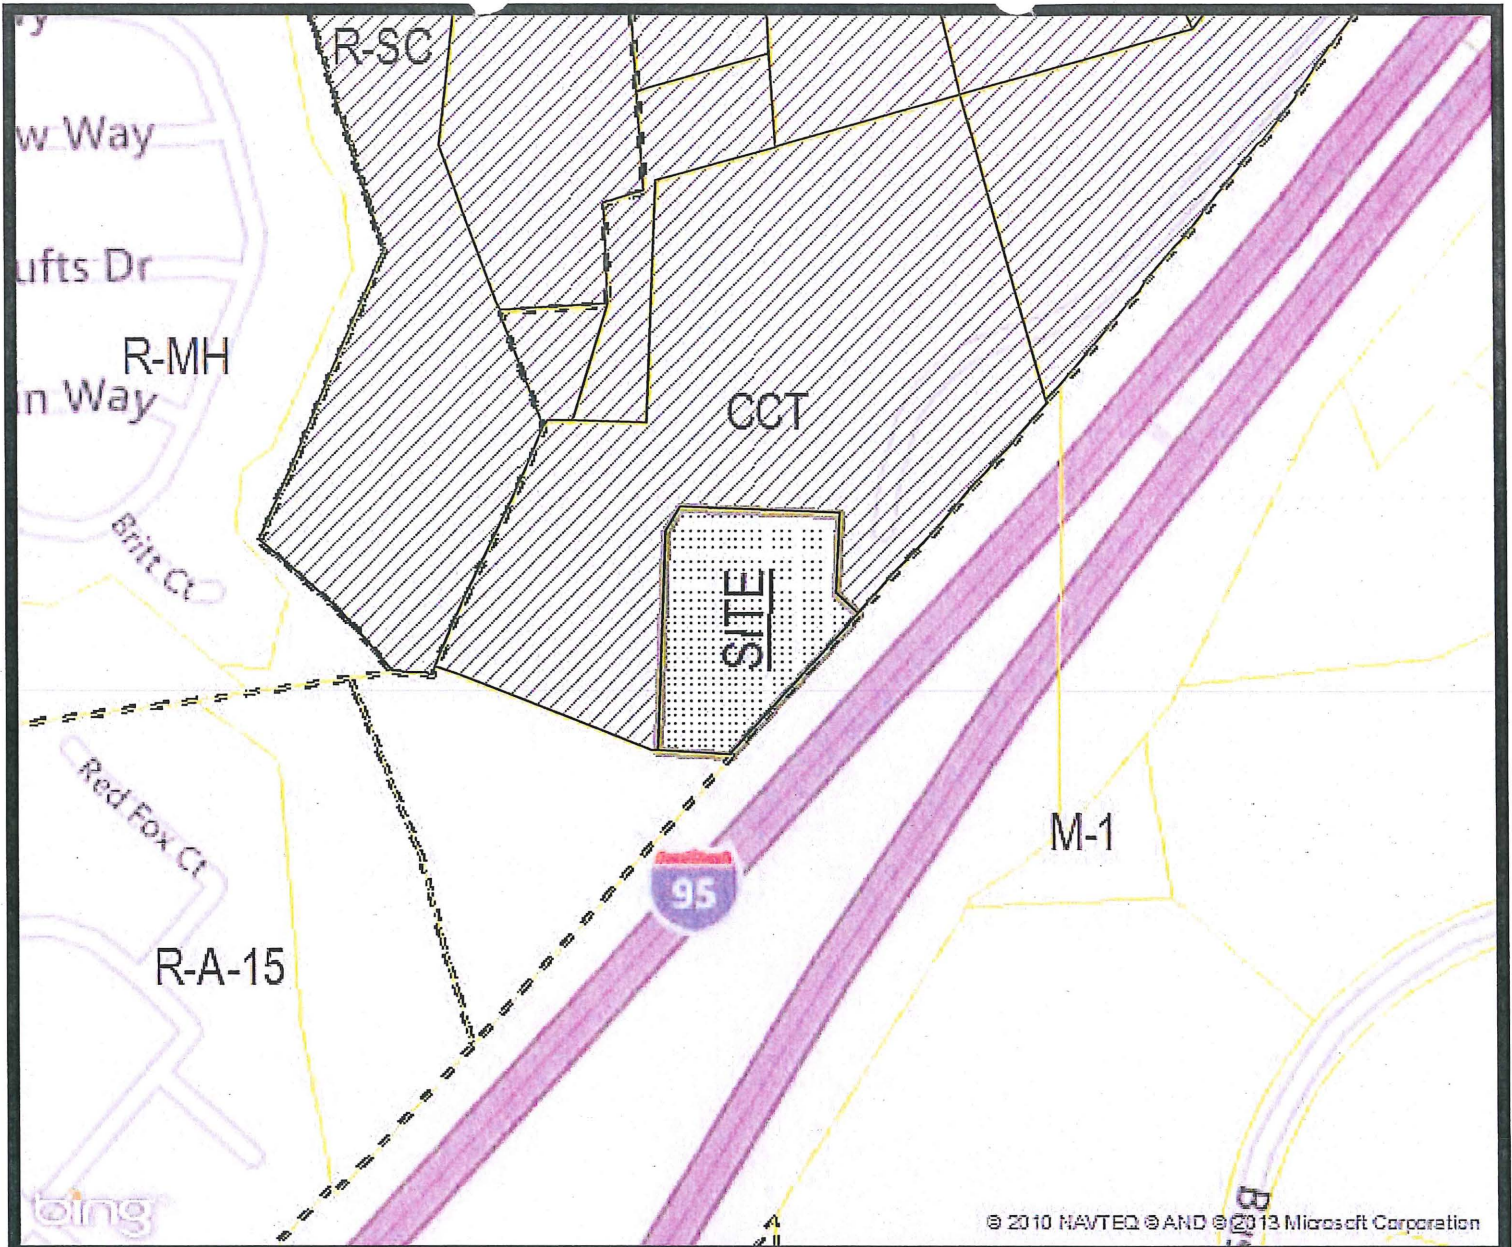 R-SC
w Way
ufts Dr
R-MH
in Way
CCT
Britt Ct
SITE
Red Fox Ct
M-1
95
R-A-15
bing
© 2010 NAVTEQ © AND © 2013 Microsoft Corporation